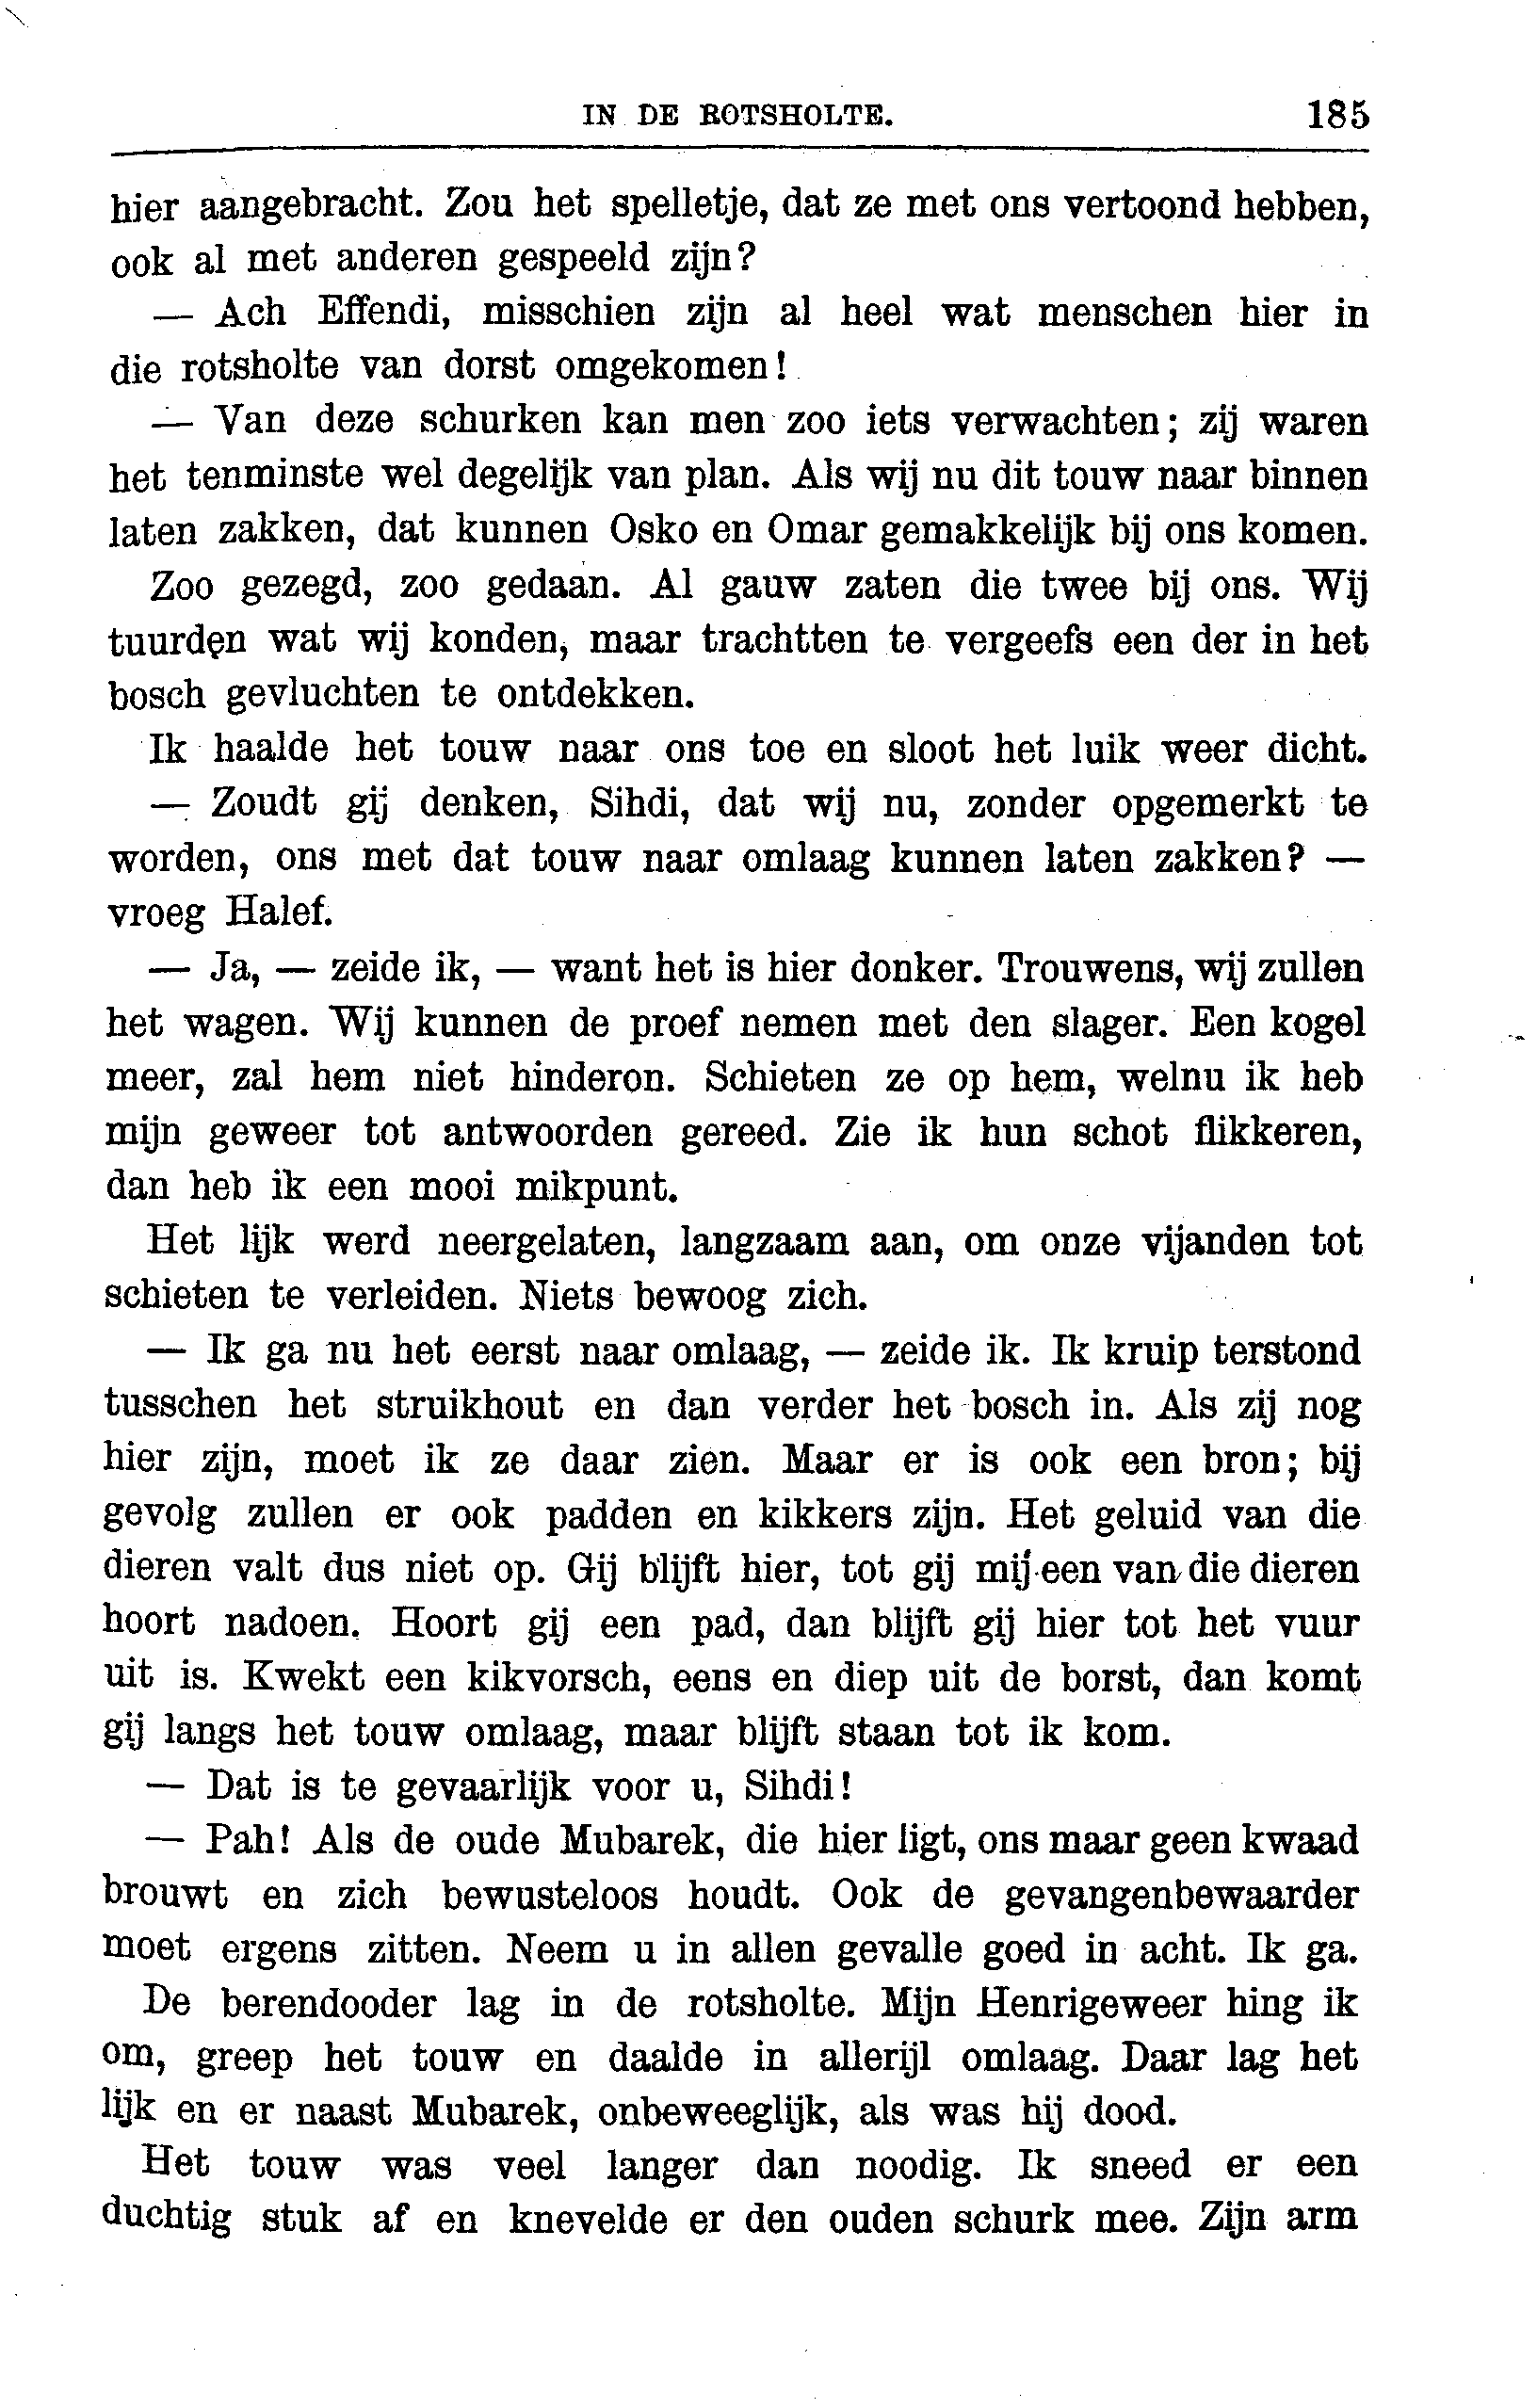 IN DE ROTSHOLTE. 185
hier aangebracht. Zou het spelletje, dat ze met ons vertoond hebben,
ook al met anderen gespeeld zijn?
— Ach Effendi, misschien zijn al heel wat menschen hier in
die rotsholte van dorst omgekomen!
— Van deze schurken kan men zoo iets verwachten; zij waren
het tenminste wel degelijk van plan. Als wij nu dit touw naar binnen
laten zakken, dat kunnen Osko en Omar gemakkelijk bij ons komen.
Zoo gezegd, zoo gedaan. Al gauw zaten die twee bij ons. Wij
tuurden wat wij konden, maar trachtten te vergeefs een der in het
bosch gevluchten te ontdekken.
Ik haalde het touw naar ons toe en sloot het luik weer dicht.
— Zoudt gij denken, Sihdi, dat wij nu, zonder opgemerkt te
worden, ons met dat touw naar omlaag kunnen laten zakken? —
vroeg Halef.
— Ja, — zeide ik, — want het is hier donker. Trouwens, wij zullen
het wagen. Wij kunnen de proef nemen met den slager. Een kogel
meer, zal hem niet hinderon. Schieten ze op hem, welnu ik heb
mijn geweer tot antwoorden gereed. Zie ik hun schot flikkeren,
dan heb ik een mooi mikpunt.
Het lijk werd neergelaten, langzaam aan, om onze vijanden tot
schieten te verleiden. Niets bewoog zich.
— Ik ga nu het eerst naar omlaag, — zeide ik. Ik kruip terstond
tusschen het struikhout en dan verder het bosch in. Als zij nog
hier zijn, moet ik ze daar zien. Maar er is ook een bron; bij
gevolg zullen er ook padden en kikkers zijn. Het geluid van die
dieren valt dus niet op. Gij blijft hier, tot gij mij een van die dieren
hoort nadoen. Hoort gij een pad, dan blijft gij hier tot het vuur
uit is. Kwekt een kikvorsch, eens en diep uit de borst, dan komt
gij langs het touw omlaag, maar blijft staan tot ik kom.
— Dat is te gevaarlijk voor u, Sihdi!
— Pah! Als de oude Mubarek, die hier ligt, ons maar geen kwaad
brouwt en zich bewusteloos houdt. Ook de gevangenbewaarder
moet ergens zitten. Neem u in allen gevalle goed in acht. Ik ga.
De berendooder lag in de rotsholte. Mijn Henrigeweer hing ik
om, greep het touw en daalde in allerijl omlaag. Daar lag het
lijk en er naast Mubarek, onbeweeglijk, als was hij dood.
Het touw was veel langer dan noodig. Ik sneed er een
duchtig stuk af en knevelde er den ouden schurk mee. Zijn arm